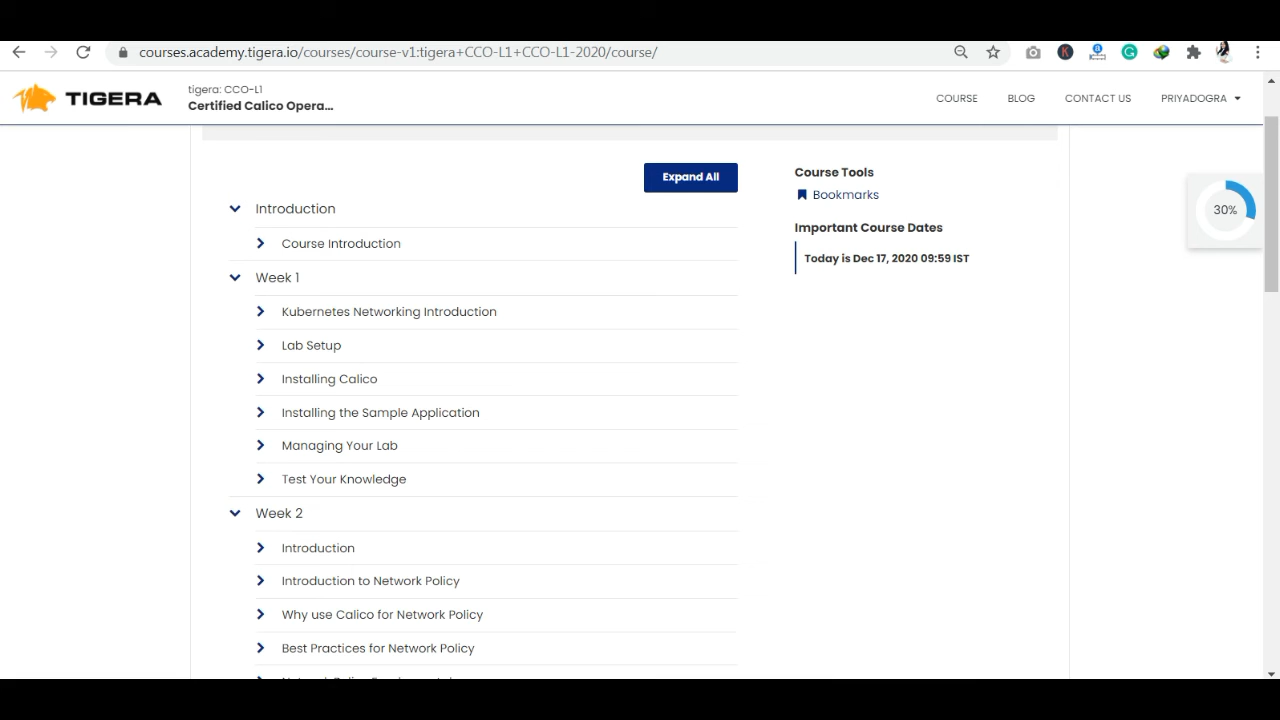 courses.academy.tigera.io/courses/course-v1:tigera+CCO-L1+CCO-L1-2020/course/
TIGERA
tigera: CCO-L1
Certified Calico Opera...
COURSE
BLOG
CONTACT US
PRIYADOGRA
Expand All
Introduction
Course Introduction
Week 1
Kubernetes Networking Introduction
Lab Setup
Installing Calico
Installing the Sample Application
Managing Your Lab
Test Your Knowledge
Week 2
Introduction
Introduction to Network Policy
Why use Calico for Network Policy
Best Practices for Network Policy
Course Tools
Bookmarks
Important Course Dates
Today is Dec 17, 2020 09:59 IST
30%